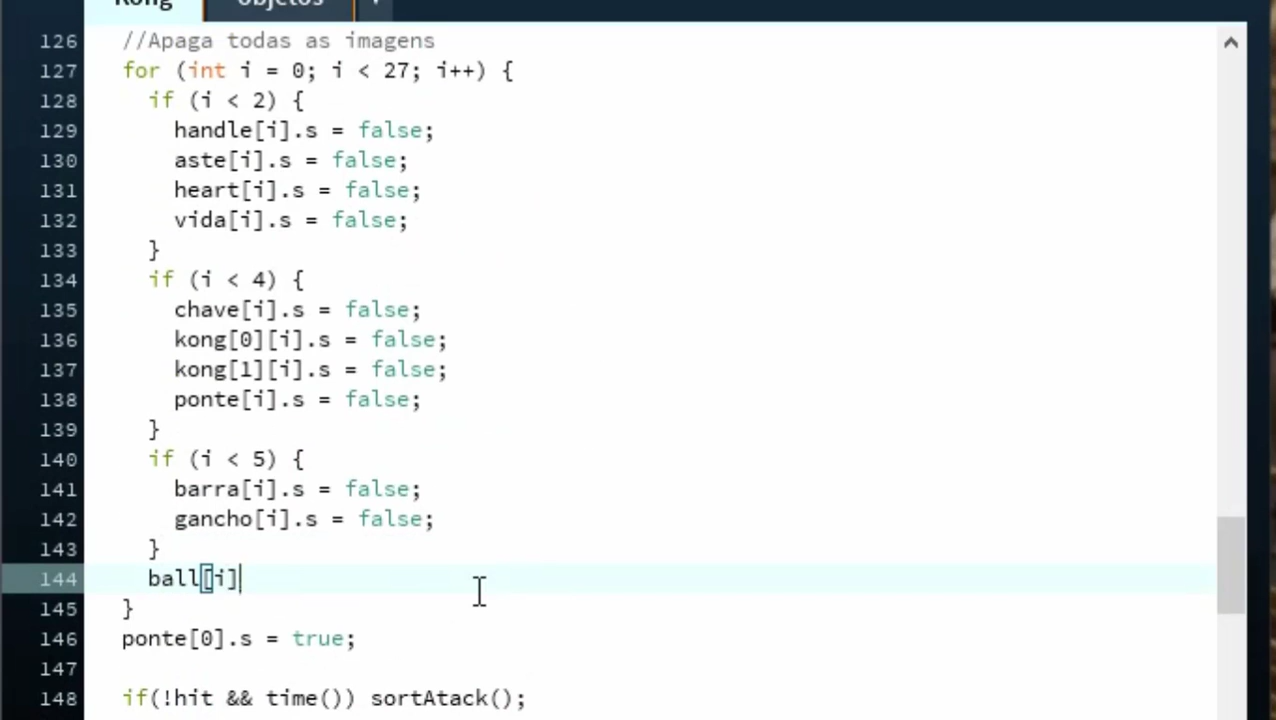 Kong objetos
126 //Apaga todas as imagens
127 for (int i = 0; i < 27; i++) {
128 if (i < 2) {
129 handle[i].s = false;
130 aste[i].s = false;
131 heart[i].s = false;
132 vida[i].s = false;
133 }
134 if (i < 4) {
135 chave[i].s = false;
136 kong[0][i].s = false;
137 kong[1][i].s = false;
138 ponte[i].s = false;
139 }
140 if (i < 5) {
141 barra[i].s = false;
142 gancho[i].s = false;
143 }
144 ball[i]
145 }
146 ponte[0].s = true;
147
148 if(!hit && time()) sortAtack();